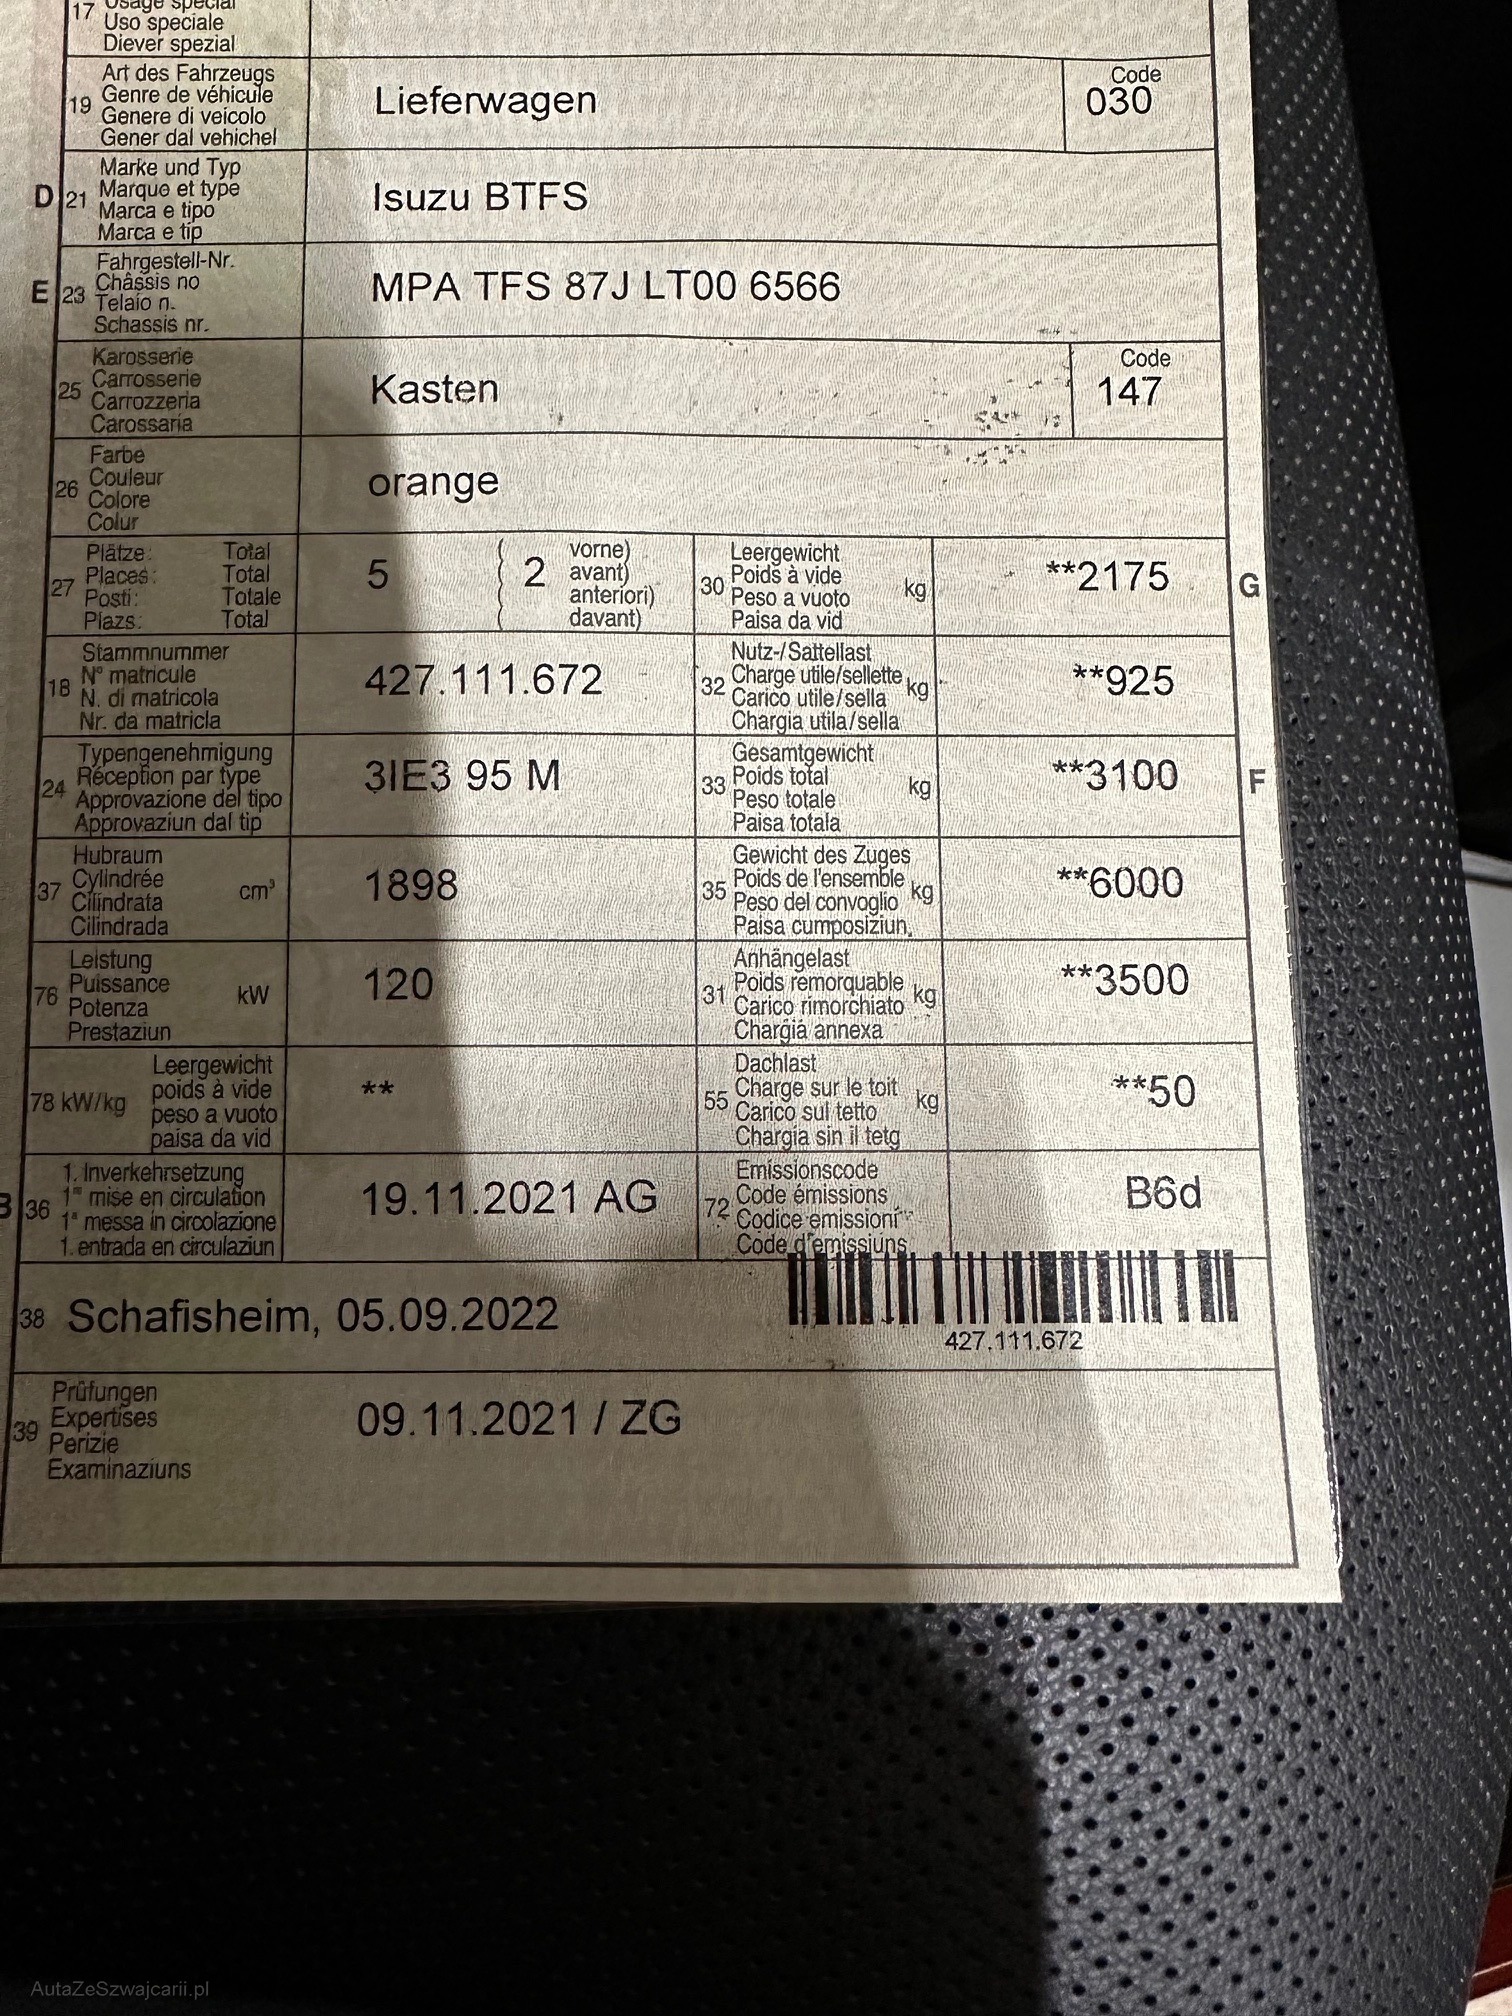 17 Usage spécial
Uso speciale
Diever spezial
Art des Fahrzeugs
19 Genre de véhicule
Genere di veicolo
Gener dal vehichel
Lieferwagen
Code
030
Marke und Typ
D 21 Marque et type
Marca e tipo
Marca e tip
Isuzu BTFS
Fahrgestell-Nr.
E 23 Châssis no
Telaio n.
Schassis nr.
MPA TFS 87J LT00 6566
Karosserie
25 Carrosserie
Carrozzeria
Carossaria
Kasten
Code
147
Farbe
26 Couleur
Colore
Colur
orange
Plätze: Total
27 Places: Total
Posti: Totale
Plazs: Total
5 ( 2 vorne)
avant)
anteriori)
davant)
Leergewicht
30 Poids à vide kg
Peso a vuoto
Paisa da vid
**2175 G
Stammnummer
18 N° matricule
N. di matricola
Nr. da matricla
427.111.672
Nutz-/Sattellast
32 Charge utile/sellette kg
Carico utile/sella
Chargia utila/sella
**925
Typengenehmigung
24 Réception par type
Approvazione del tipo
Approvaziun dal tip
3IE3 95 M
Gesamtgewicht
33 Poids total kg
Peso totale
Paisa totala
**3100 F
Hubraum
37 Cylindrée cm³
Cilindrata
Cilindrada
1898
Gewicht des Zuges
35 Poids de l'ensemble kg
Peso del convoglio
Paisa cumposiziun.
**6000
Leistung
76 Puissance kW
Potenza
Prestaziun
120
Anhängelast
31 Poids remorquable kg
Carico rimorchiato
Chargia annexa
**3500
Leergewicht
78 kW/kg poids à vide
peso a vuoto
paisa da vid
**
Dachlast
55 Charge sur le toit kg
Carico sul tetto
Chargia sin il tetg
**50
1. Inverkehrsetzung
B 36 1re mise en circulation
1a messa in circolazione
1. entrada en circulaziun
19.11.2021 AG
Emissionscode
72 Code émissions
Codice emissioni
Code d'emissiuns
B6d
38 Schafisheim, 05.09.2022
427.111.672
Prüfungen
39 Expertises
Perizie
Examinaziuns
09.11.2021 / ZG
AutaZeSzwajcarii.pl